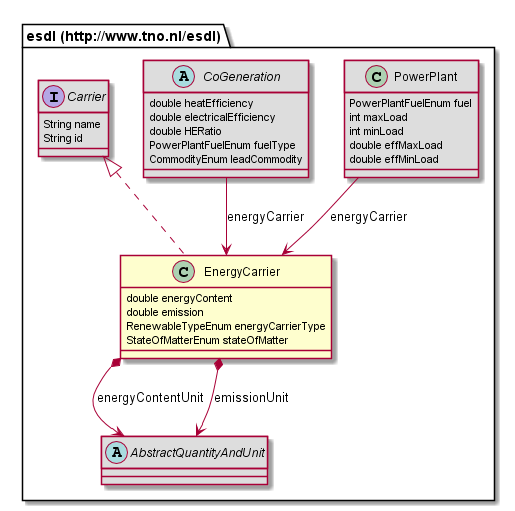 esdl (http://www.tno.nl/esdl)
I Carrier
String name
String id
A CoGeneration
double heatEfficiency
double electricalEfficiency
double HERatio
PowerPlantFuelEnum fuelType
CommodityEnum leadCommodity
C PowerPlant
PowerPlantFuelEnum fuel
int maxLoad
int minLoad
double effMaxLoad
double effMinLoad
energyCarrier
energyCarrier
C EnergyCarrier
double energyContent
double emission
RenewableTypeEnum energyCarrierType
StateOfMatterEnum stateOfMatter
energyContentUnit
emissionUnit
A AbstractQuantityAndUnit